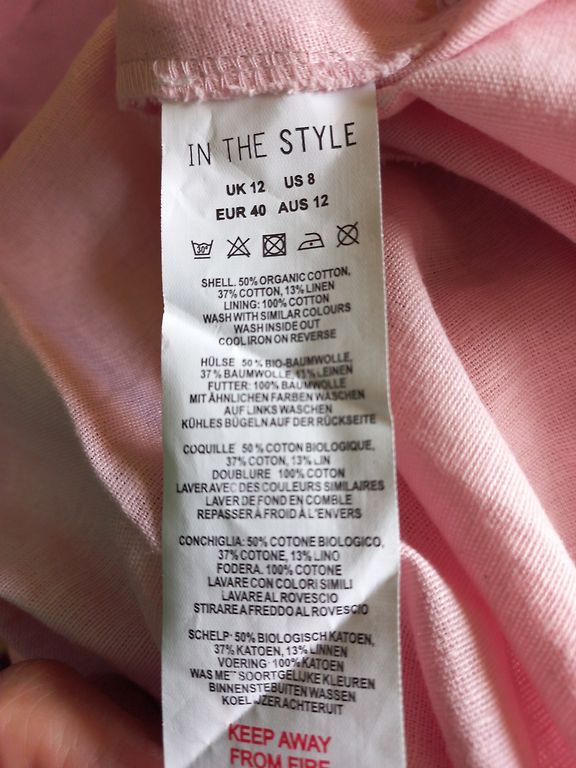 IN THE STYLE
UK 12 US 8
EUR 40 AUS 12
30°
SHELL. 50% ORGANIC COTTON,
37% COTTON, 13% LINEN
LINING: 100% COTTON
WASH WITH SIMILAR COLOURS
WASH INSIDE OUT
COOL IRON ON REVERSE
HÜLSE 50% BIO-BAUMWOLLE,
37% BAUMWOLLE, 13% LEINEN
FUTTER: 100% BAUMWOLLE
MIT ÄHNLICHEN FARBEN WASCHEN
AUF LINKS WASCHEN
KÜHLES BÜGELN AUF DER RÜCKSEITE
COQUILLE 50% COTON BIOLOGIQUE,
37% COTON, 13% LIN
DOUBLURE 100% COTON
LAVER AVEC DES COULEURS SIMILAIRES
LAVER DE FOND EN COMBLE
REPASSER À FROID À L'ENVERS
CONCHIGLIA: 50% COTONE BIOLOGICO,
37% COTONE, 13% LINO
FODERA. 100% COTONE
LAVARE CON COLORI SIMILI
LAVARE AL ROVESCIO
STIRARE A FREDDO AL ROVESCIO
SCHELP· 50% BIOLOGISCH KATOEN,
37% KATOEN, 13% LINNEN
VOERING· 100% KATOEN
WAS MET SOORTGELIJKE KLEUREN
BINNENSTEBUITEN WASSEN
KOEL IJZER ACHTERUIT
KEEP AWAY
FROM FIRE